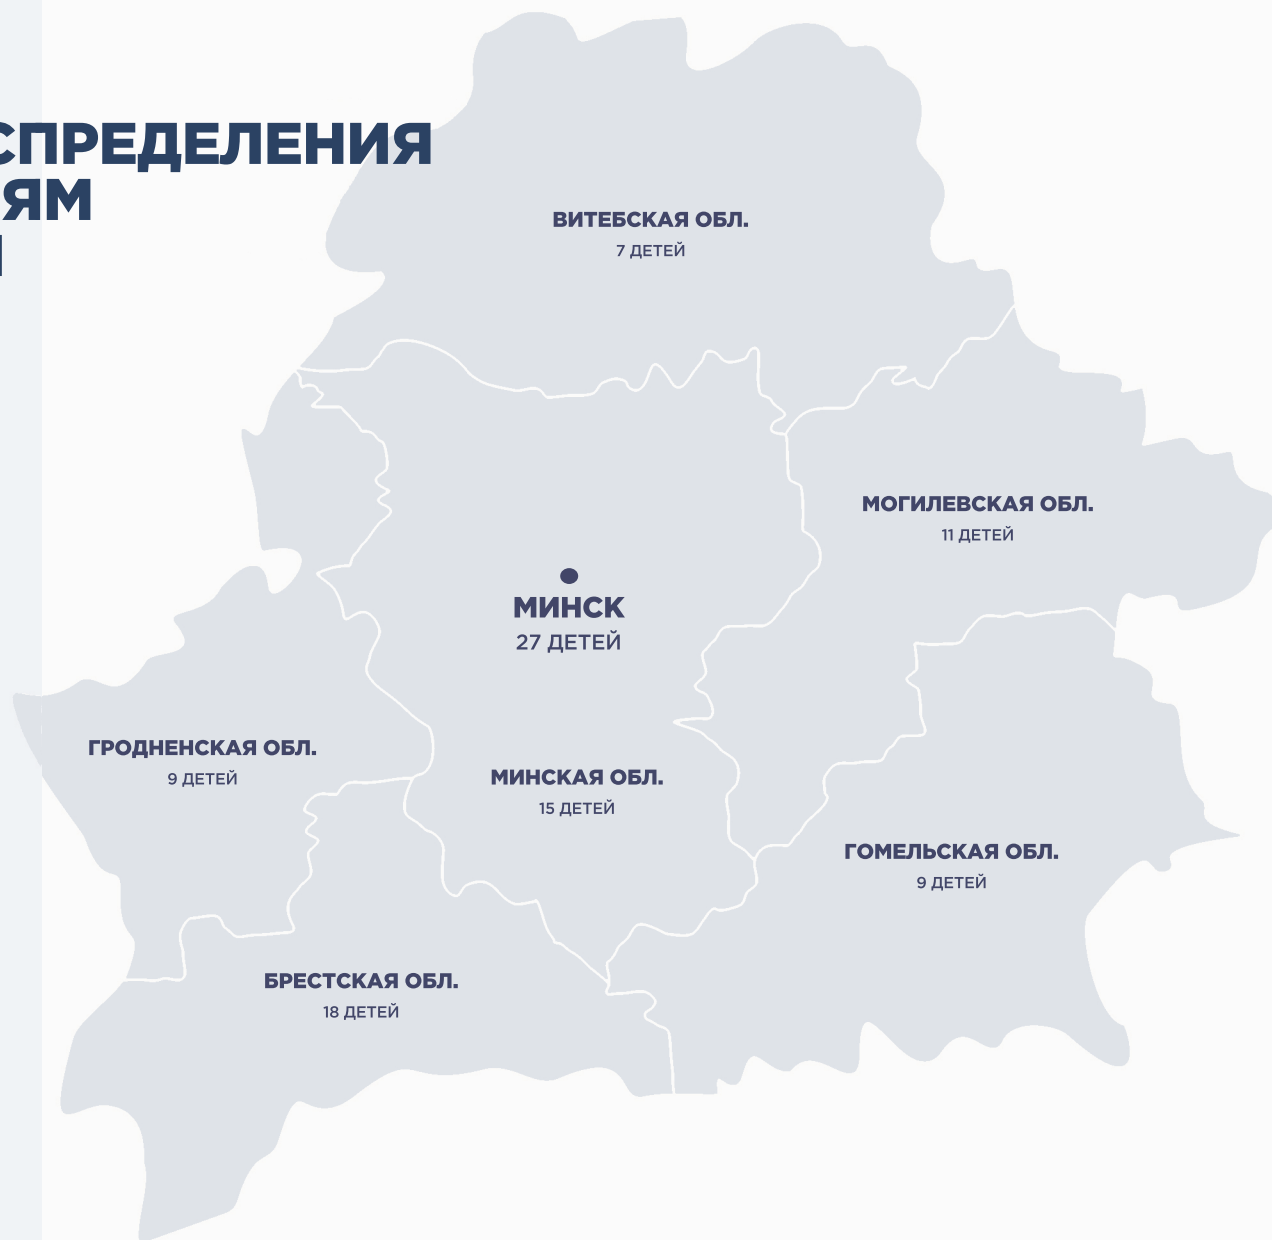 СПРЕДЕЛЕНИЯ
ЯМ
ВИТЕБСКАЯ ОБЛ.
7 ДЕТЕЙ
МОГИЛЕВСКАЯ ОБЛ.
11 ДЕТЕЙ
МИНСК
27 ДЕТЕЙ
ГРОДНЕНСКАЯ ОБЛ.
9 ДЕТЕЙ
МИНСКАЯ ОБЛ.
15 ДЕТЕЙ
ГОМЕЛЬСКАЯ ОБЛ.
9 ДЕТЕЙ
БРЕСТСКАЯ ОБЛ.
18 ДЕТЕЙ